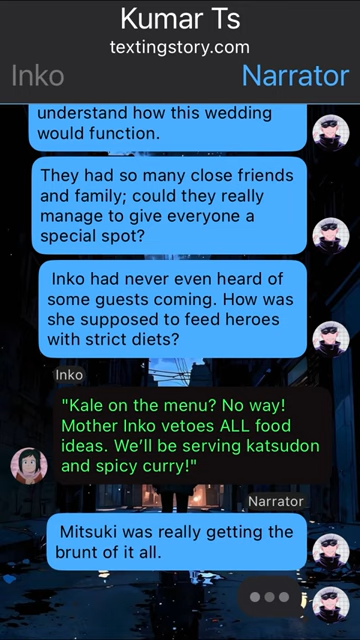 Kumar Ts
textingstory.com
Inko
Narrator
understand how this wedding
would function.
They had so many close friends
and family; could they really
manage to give everyone a
special spot?
Inko had never even heard of
some guests coming. How was
she supposed to feed heroes
with strict diets?
Inko
"Kale on the menu? No way!
Mother Inko vetoes ALL food
ideas. We'll be serving katsudon
and spicy curry!"
Narrator
Mitsuki was really getting the
brunt of it all.